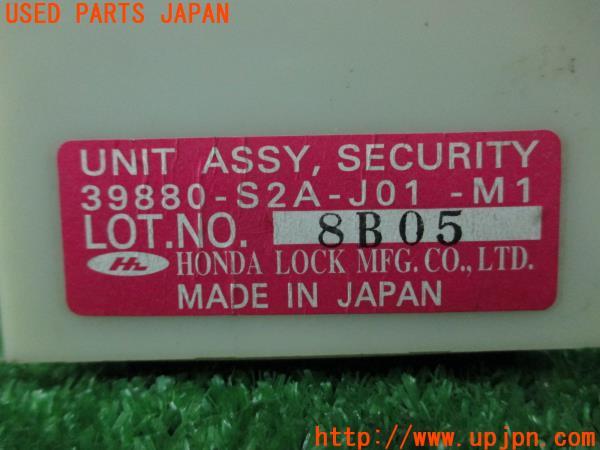 USED PARTS JAPAN
UNIT ASSY, SECURITY
39880-S2A-J01 -M1
LOT.NO. 8B05
HL HONDA LOCK MFG.CO.,LTD.
MADE IN JAPAN
http://www.upjpn.com/